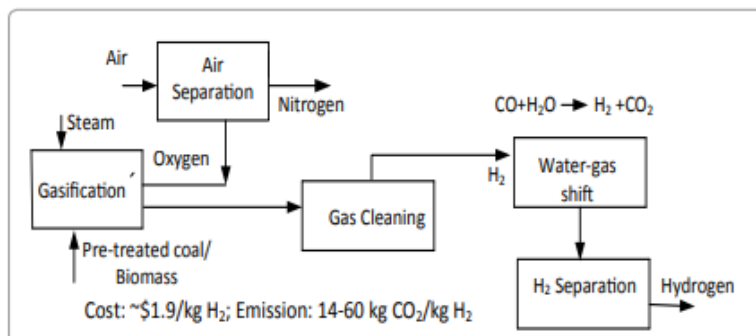 Air
Air
Separation
Nitrogen
CO+H₂O → H₂ +CO₂
Steam
Oxygen
Gasification´
H₂
Water-gas
shift
Gas Cleaning
Pre-treated coal/
Biomass
H₂ Separation
Hydrogen
Cost: ~$1.9/kg H₂; Emission: 14-60 kg CO₂/kg H₂